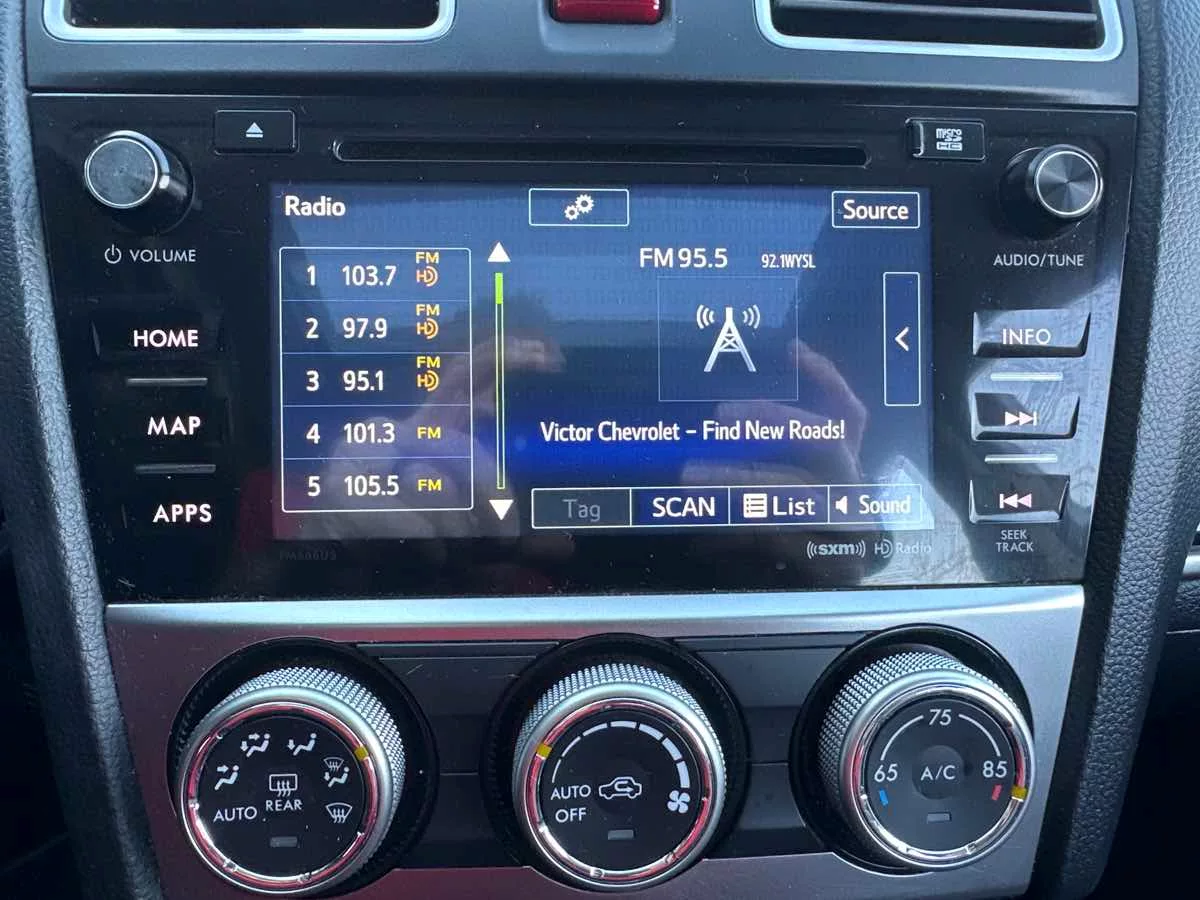 micro
SD
HC
VOLUME
AUDIO/TUNE
HOME
MAP
APPS
Radio
Source
1 103.7 FM HD
2 97.9 FM HD
3 95.1 FM HD
4 101.3 FM
5 105.5 FM
FM 95.5 92.1WYSL
<
Victor Chevrolet – Find New Roads!
Tag SCAN List Sound
((sxm)) HD Radio
INFO
SEEK
TRACK
AUTO
REAR
AUTO
OFF
65 75 85
A/C